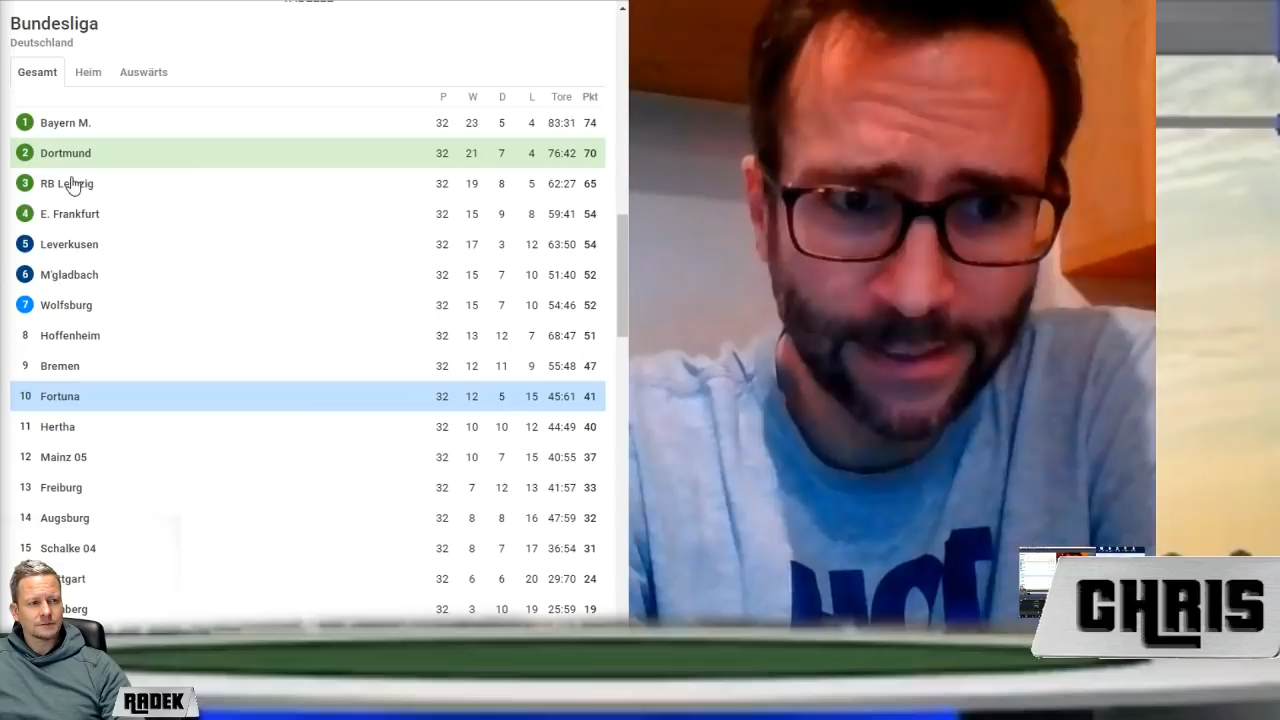 Bundesliga
Deutschland
Gesamt Heim Auswärts
P W D L Tore Pkt
1 Bayern M. 32 23 5 4 83:31 74
2 Dortmund 32 21 7 4 76:42 70
3 RB Leipzig 32 19 8 5 62:27 65
4 E. Frankfurt 32 15 9 8 59:41 54
5 Leverkusen 32 17 3 12 63:50 54
6 M'gladbach 32 15 7 10 51:40 52
7 Wolfsburg 32 15 7 10 54:46 52
8 Hoffenheim 32 13 12 7 68:47 51
9 Bremen 32 12 11 9 55:48 47
10 Fortuna 32 12 5 15 45:61 41
11 Hertha 32 10 10 12 44:49 40
12 Mainz 05 32 10 7 15 40:55 37
13 Freiburg 32 7 12 13 41:57 33
14 Augsburg 32 8 8 16 47:59 32
15 Schalke 04 32 8 7 17 36:54 31
ttgart 32 6 6 20 29:70 24
berg 32 3 10 19 25:59 19
CHRIS
RADEK